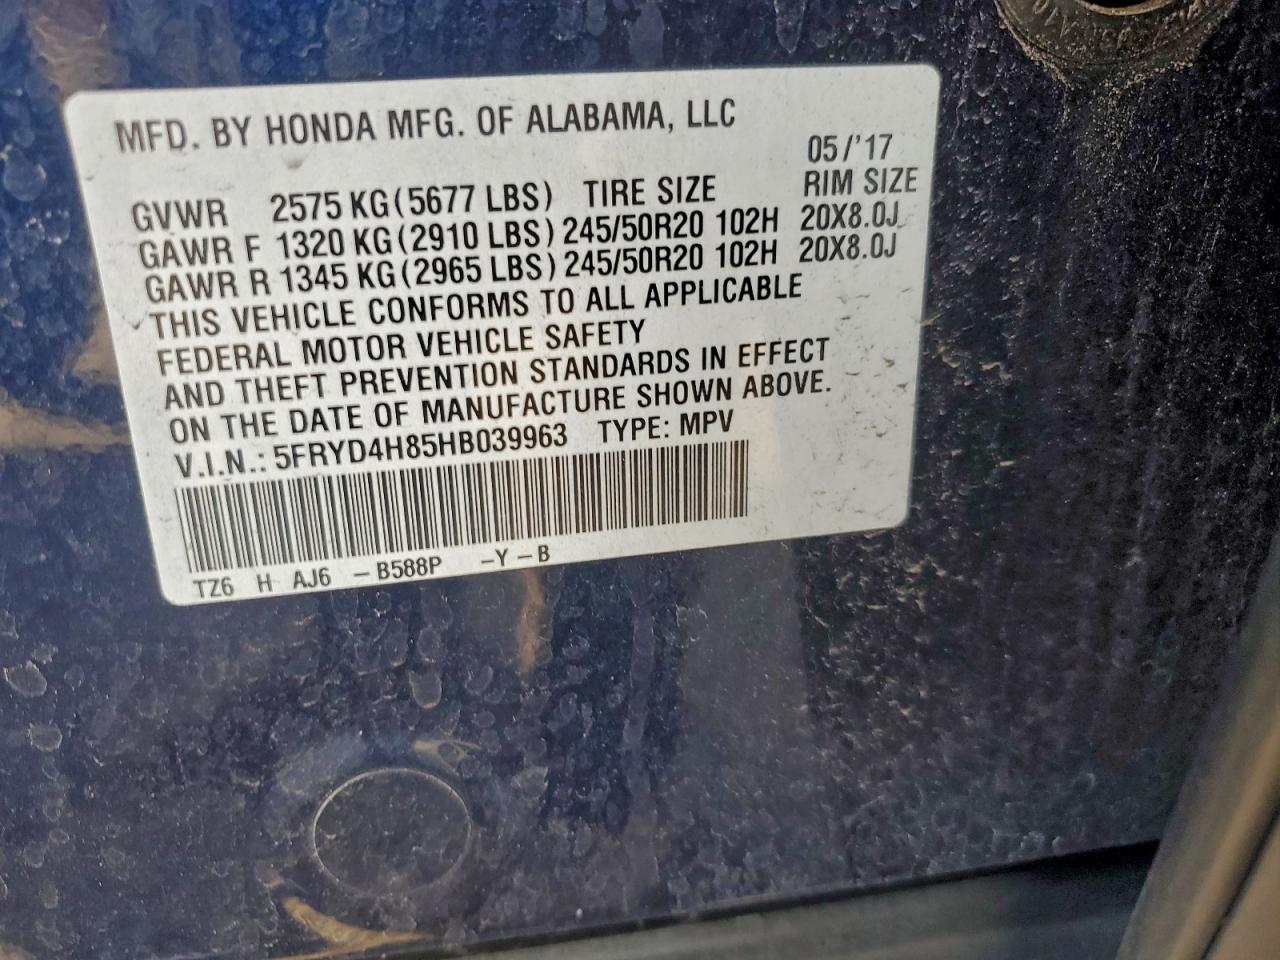 MFD. BY HONDA MFG. OF ALABAMA, LLC
05/'17
GVWR 2575 KG (5677 LBS) TIRE SIZE RIM SIZE
GAWR F 1320 KG (2910 LBS) 245/50R20 102H 20X8.0J
GAWR R 1345 KG (2965 LBS) 245/50R20 102H 20X8.0J
THIS VEHICLE CONFORMS TO ALL APPLICABLE
FEDERAL MOTOR VEHICLE SAFETY
AND THEFT PREVENTION STANDARDS IN EFFECT
ON THE DATE OF MANUFACTURE SHOWN ABOVE.
V.I.N.: 5FRYD4H85HB039963 TYPE: MPV
TZ6 H AJ6 – B588P – Y – B